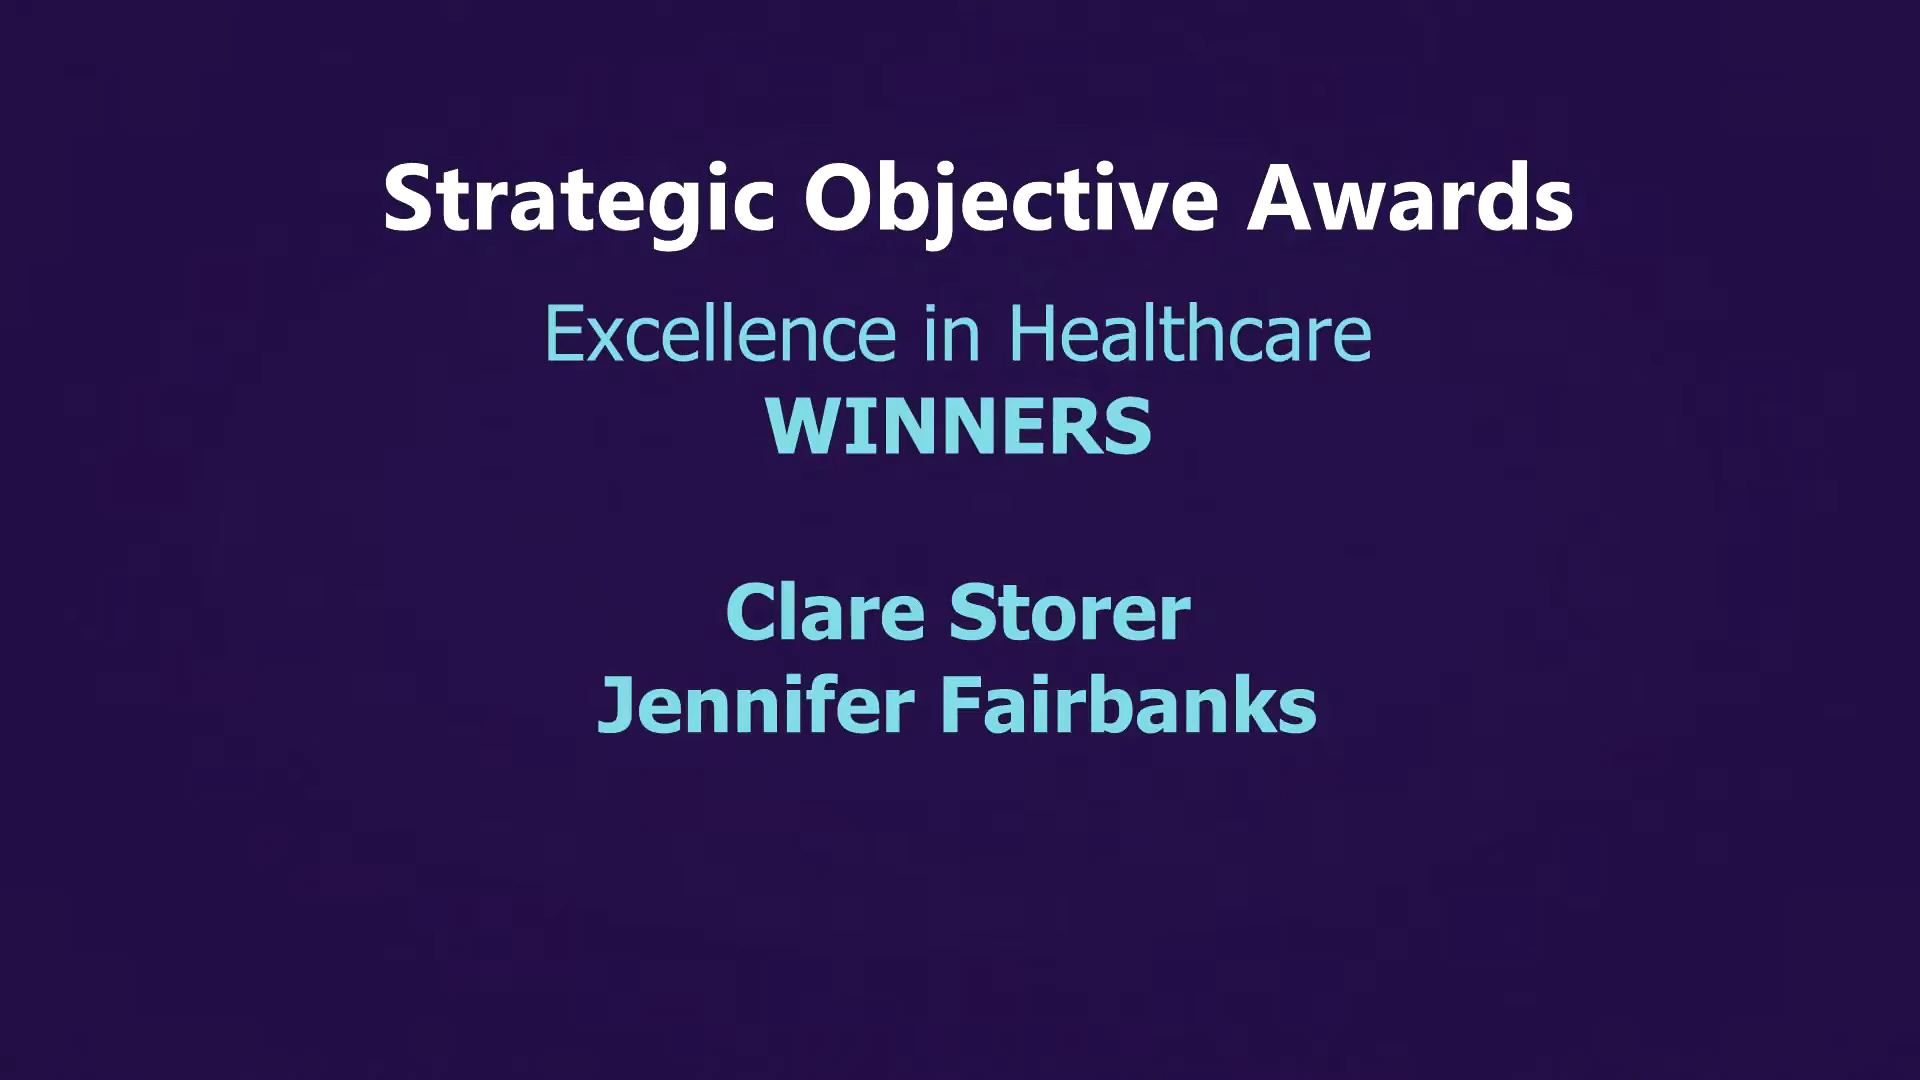 Strategic Objective Awards
Excellence in Healthcare
WINNERS
Clare Storer
Jennifer Fairbanks